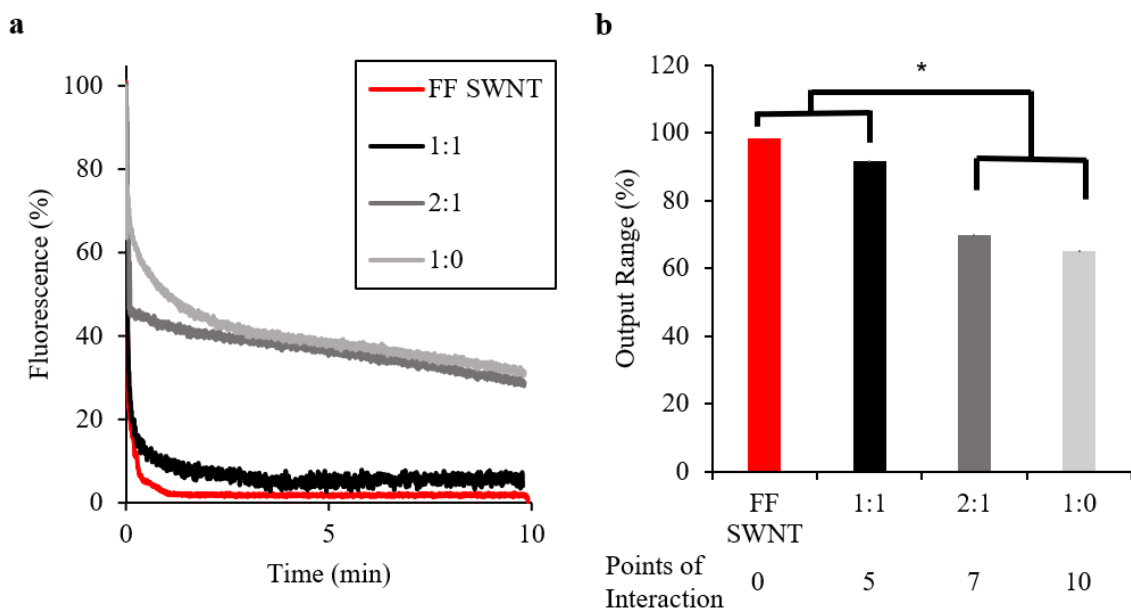 a
Fluorescence (%)
100
80
60
40
20
0
0
5
10
Time (min)
FF SWNT
1:1
2:1
1:0
b
Output Range (%)
120
100
80
60
40
20
0
*
FF
SWNT
1:1
2:1
1:0
Points of
Interaction
0
5
7
10